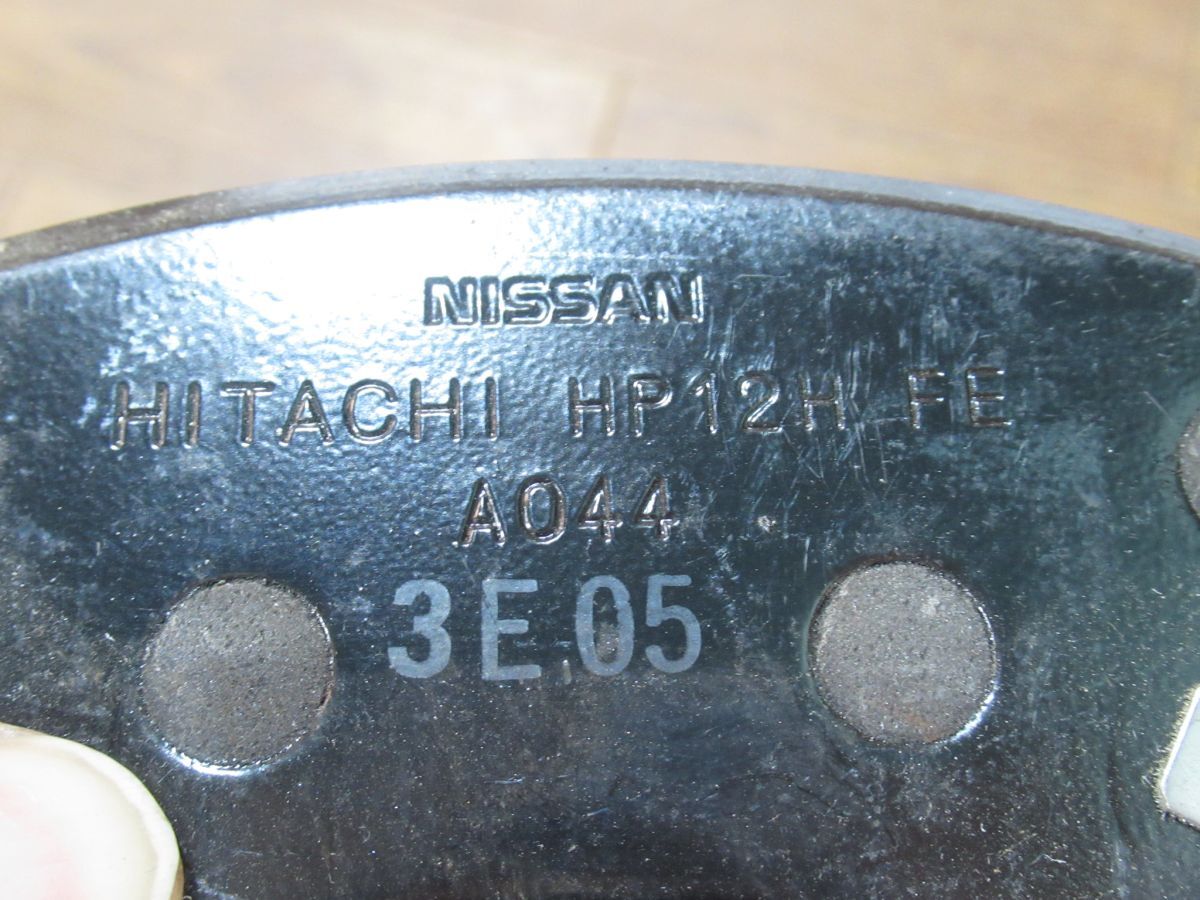 NISSAN
HITACHI HP12H FE
A044
3E05